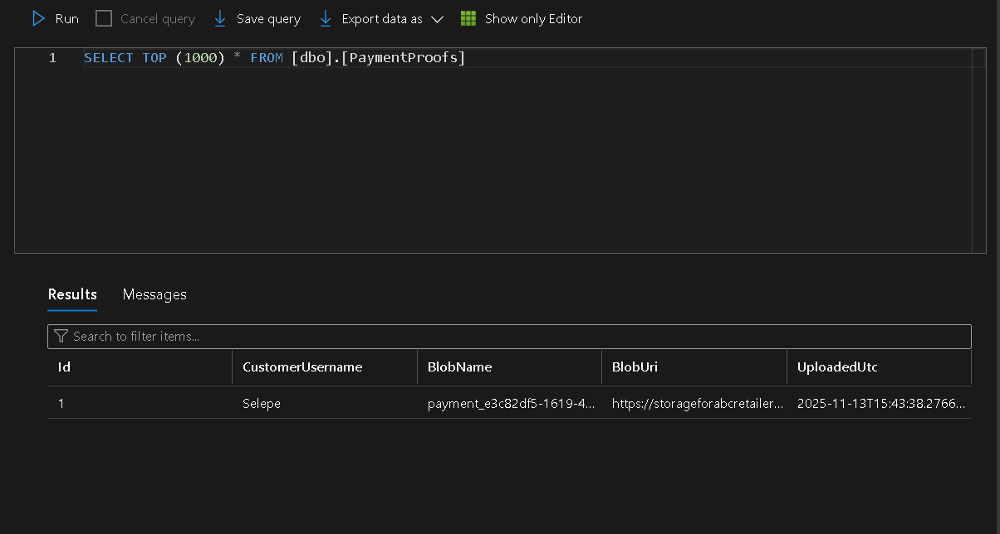 Run Cancel query Save query Export data as Show only Editor
1 SELECT TOP (1000) * FROM [dbo].[PaymentProofs]
Results Messages
Search to filter items...
Id CustomerUsername BlobName BlobUri UploadedUtc
1 Selepe payment_e3c82df5-1619-4... https://storageforabcretailer... 2025-11-13T15:43:38.2766...